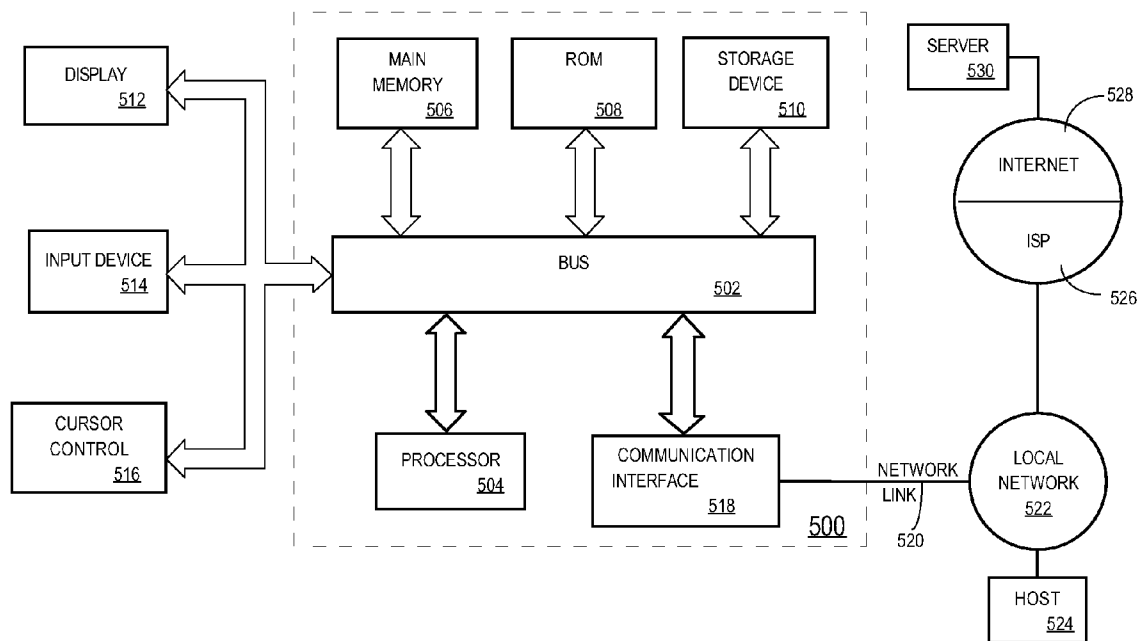 DISPLAY
512
INPUT DEVICE
514
CURSOR
CONTROL
516
MAIN
MEMORY
506
ROM
508
STORAGE
DEVICE
510
BUS
502
PROCESSOR
504
COMMUNICATION
INTERFACE
518
500
SERVER
530
528
INTERNET
ISP
526
NETWORK
LINK
520
LOCAL
NETWORK
522
HOST
524